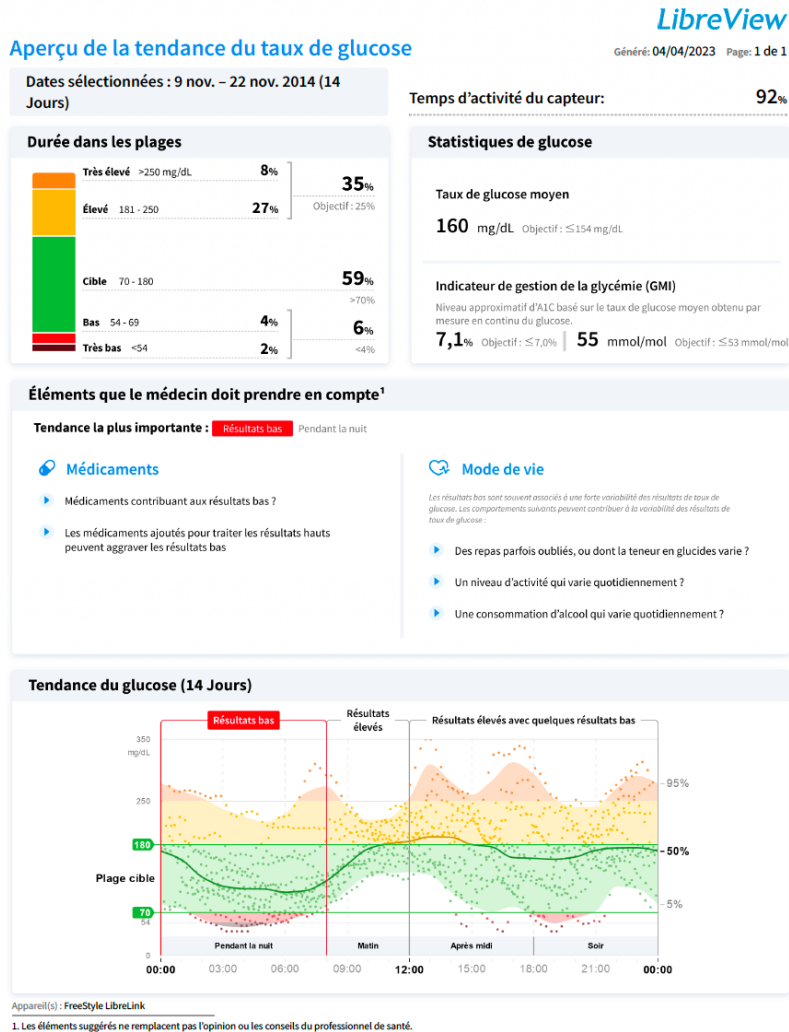 LibreView
Aperçu de la tendance du taux de glucose
Généré: 04/04/2023 Page: 1 de 1
Dates sélectionnées : 9 nov. – 22 nov. 2014 (14
Jours)
Temps d’activité du capteur: 92%
Durée dans les plages
Très élevé >250 mg/dL 8%
35%
Objectif : 25%
Élevé 181 - 250 27%
Cible 70 - 180 59%
>70%
Bas 54 - 69 4%
6%
Très bas <54 2%
<4%
Statistiques de glucose
Taux de glucose moyen
160 mg/dL Objectif : ≤154 mg/dL
Indicateur de gestion de la glycémie (GMI)
Niveau approximatif d’A1C basé sur le taux de glucose moyen obtenu par
mesure en continu du glucose.
7,1% Objectif : ≤7,0% 55 mmol/mol Objectif : ≤53 mmol/mol
Éléments que le médecin doit prendre en compte¹
Tendance la plus importante : Résultats bas Pendant la nuit
Médicaments
Médicaments contribuant aux résultats bas ?
Les médicaments ajoutés pour traiter les résultats hauts
peuvent aggraver les résultats bas
Mode de vie
Les résultats bas sont souvent associés à une forte variabilité des résultats de taux de
glucose. Les comportements suivants peuvent contribuer à la variabilité des résultats de
taux de glucose :
Des repas parfois oubliés, ou dont la teneur en glucides varie ?
Un niveau d’activité qui varie quotidiennement ?
Une consommation d’alcool qui varie quotidiennement ?
Tendance du glucose (14 Jours)
Résultats bas
Résultats
élevés
Résultats élevés avec quelques résultats bas
350
mg/dL
95%
250
180
50%
Plage cible
5%
70
54
0
Pendant la nuit Matin Après midi Soir
00:00 03:00 06:00 09:00 12:00 15:00 18:00 21:00 00:00
Appareil(s) : FreeStyle LibreLink
1. Les éléments suggérés ne remplacent pas l’opinion ou les conseils du professionnel de santé.